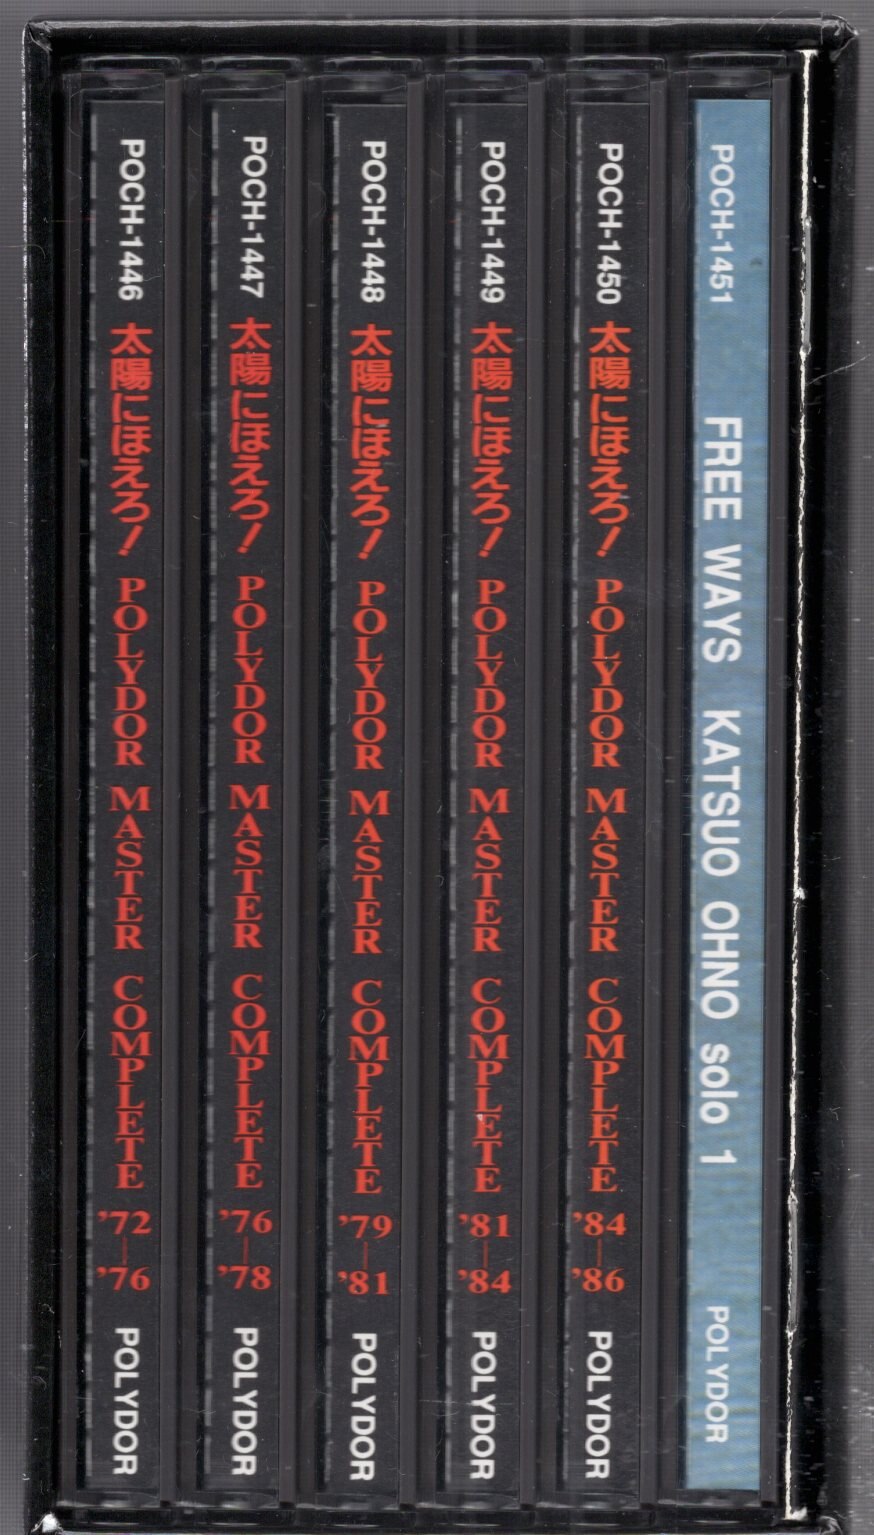 POCH-1446 太陽にほえろ! POLYDOR MASTER COMPLETE '72–'76 POLYDOR
POCH-1447 太陽にほえろ! POLYDOR MASTER COMPLETE '76–'78 POLYDOR
POCH-1448 太陽にほえろ! POLYDOR MASTER COMPLETE '79–'81 POLYDOR
POCH-1449 太陽にほえろ! POLYDOR MASTER COMPLETE '81–'84 POLYDOR
POCH-1450 太陽にほえろ! POLYDOR MASTER COMPLETE '84–'86 POLYDOR
POCH-1451 FREE WAYS KATSUO OHNO solo 1 POLYDOR